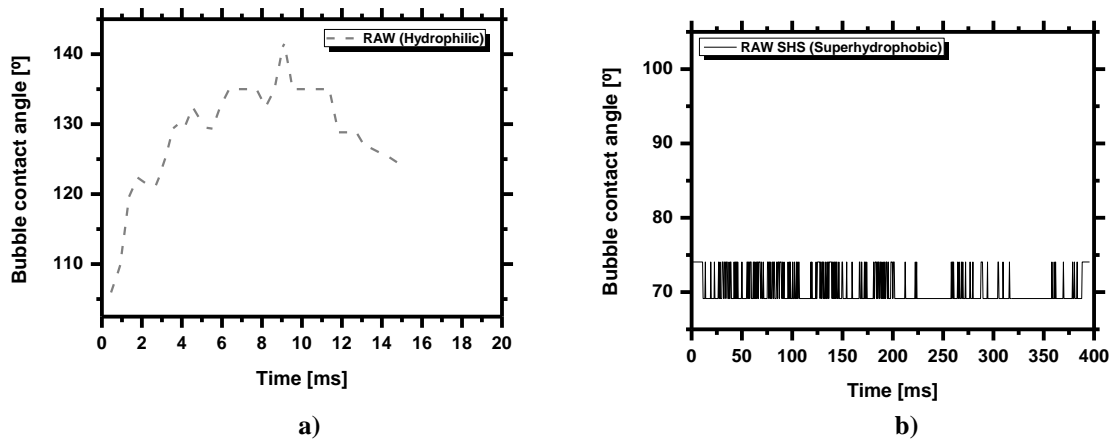 RAW (Hydrophilic)
Bubble contact angle [º]
140
130
120
110
0 2 4 6 8 10 12 14 16 18 20
Time [ms]
a)
RAW SHS (Superhydrophobic)
Bubble contact angle [º]
100
90
80
70
0 50 100 150 200 250 300 350 400
Time [ms]
b)